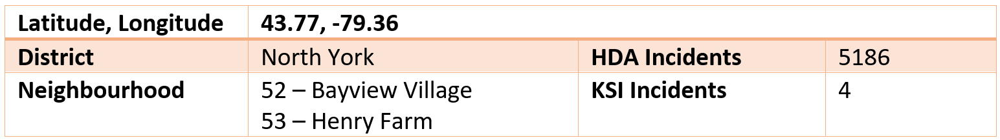 Latitude, Longitude 43.77, -79.36
District North York HDA Incidents 5186
Neighbourhood 52 – Bayview Village KSI Incidents 4
53 – Henry Farm